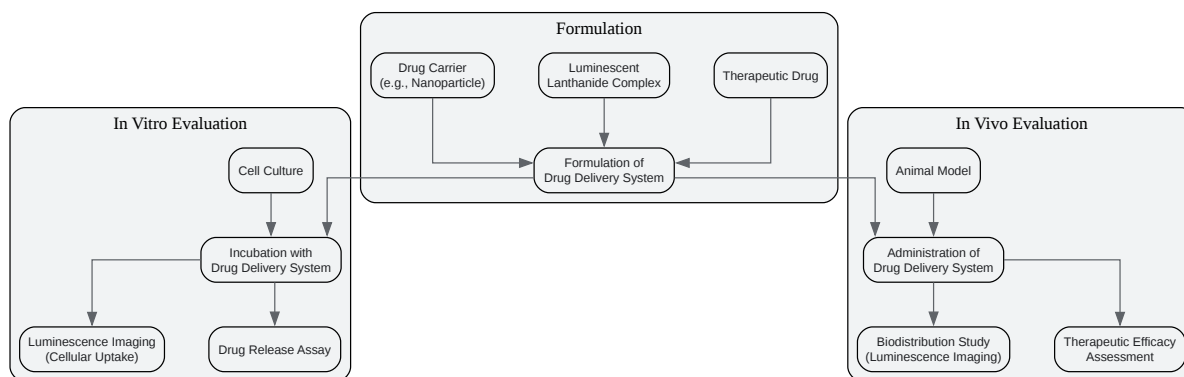 Formulation
Drug Carrier
(e.g., Nanoparticle)
Luminescent
Lanthanide Complex
Therapeutic Drug
Formulation of
Drug Delivery System
In Vitro Evaluation
Cell Culture
Incubation with
Drug Delivery System
Luminescence Imaging
(Cellular Uptake)
Drug Release Assay
In Vivo Evaluation
Animal Model
Administration of
Drug Delivery System
Biodistribution Study
(Luminescence Imaging)
Therapeutic Efficacy
Assessment